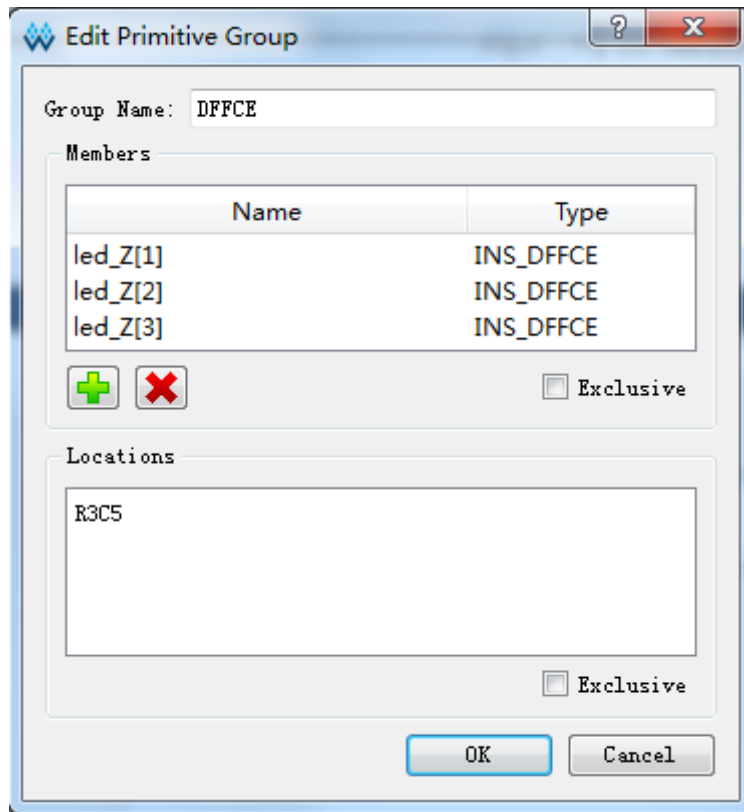 Edit Primitive Group
Group Name: DFFCE
Members
Name Type
led_Z[1] INS_DFFCE
led_Z[2] INS_DFFCE
led_Z[3] INS_DFFCE
Exclusive
Locations
R3C5
Exclusive
OK Cancel